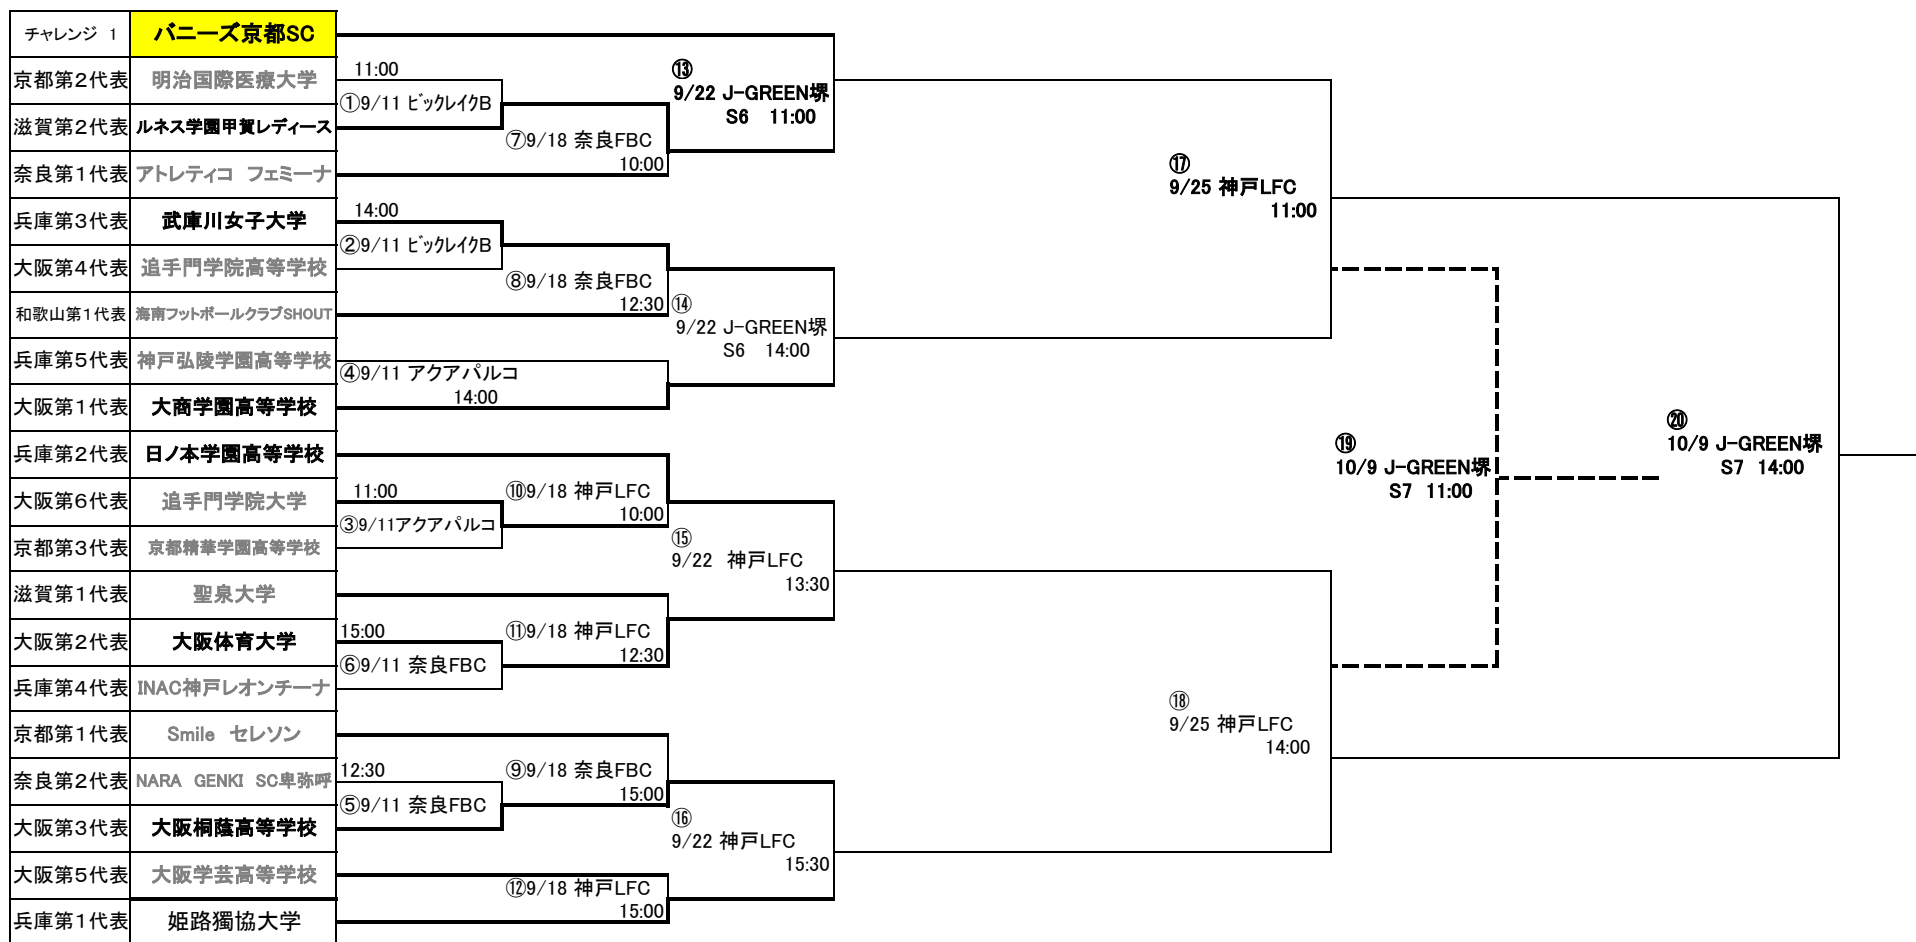 チャレンジ 1 バニーズ京都SC
京都第2代表 明治国際医療大学
滋賀第2代表 ルネス学園甲賀レディース
奈良第1代表 アトレティコ フェミーナ
兵庫第3代表 武庫川女子大学
大阪第4代表 追手門学院高等学校
和歌山第1代表 海南フットボールクラブSHOUT
兵庫第5代表 神戸弘陵学園高等学校
大阪第1代表 大商学園高等学校
兵庫第2代表 日ノ本学園高等学校
大阪第6代表 追手門学院大学
京都第3代表 京都精華学園高等学校
滋賀第1代表 聖泉大学
大阪第2代表 大阪体育大学
兵庫第4代表 INAC神戸レオンチーナ
京都第1代表 Smile セレソン
奈良第2代表 NARA GENKI SC卑弥呼
大阪第3代表 大阪桐蔭高等学校
大阪第5代表 大阪学芸高等学校
兵庫第1代表 姫路獨協大学
11:00
①9/11 ﾋﾞｯｸﾚｲｸB
14:00
②9/11 ﾋﾞｯｸﾚｲｸB
④9/11 アクアパルコ
14:00
11:00
③9/11アクアパルコ
15:00
⑥9/11 奈良FBC
12:30
⑤9/11 奈良FBC
⑦9/18 奈良FBC
10:00
⑧9/18 奈良FBC
12:30
⑩9/18 神戸LFC
10:00
⑪9/18 神戸LFC
12:30
⑨9/18 奈良FBC
15:00
⑫9/18 神戸LFC
15:00
⑬
9/22 J-GREEN堺
S6 11:00
⑭
9/22 J-GREEN堺
S6 14:00
⑮
9/22 神戸LFC
13:30
⑯
9/22 神戸LFC
15:30
⑰
9/25 神戸LFC
11:00
⑱
9/25 神戸LFC
14:00
⑲
10/9 J-GREEN堺
S7 11:00
⑳
10/9 J-GREEN堺
S7 14:00